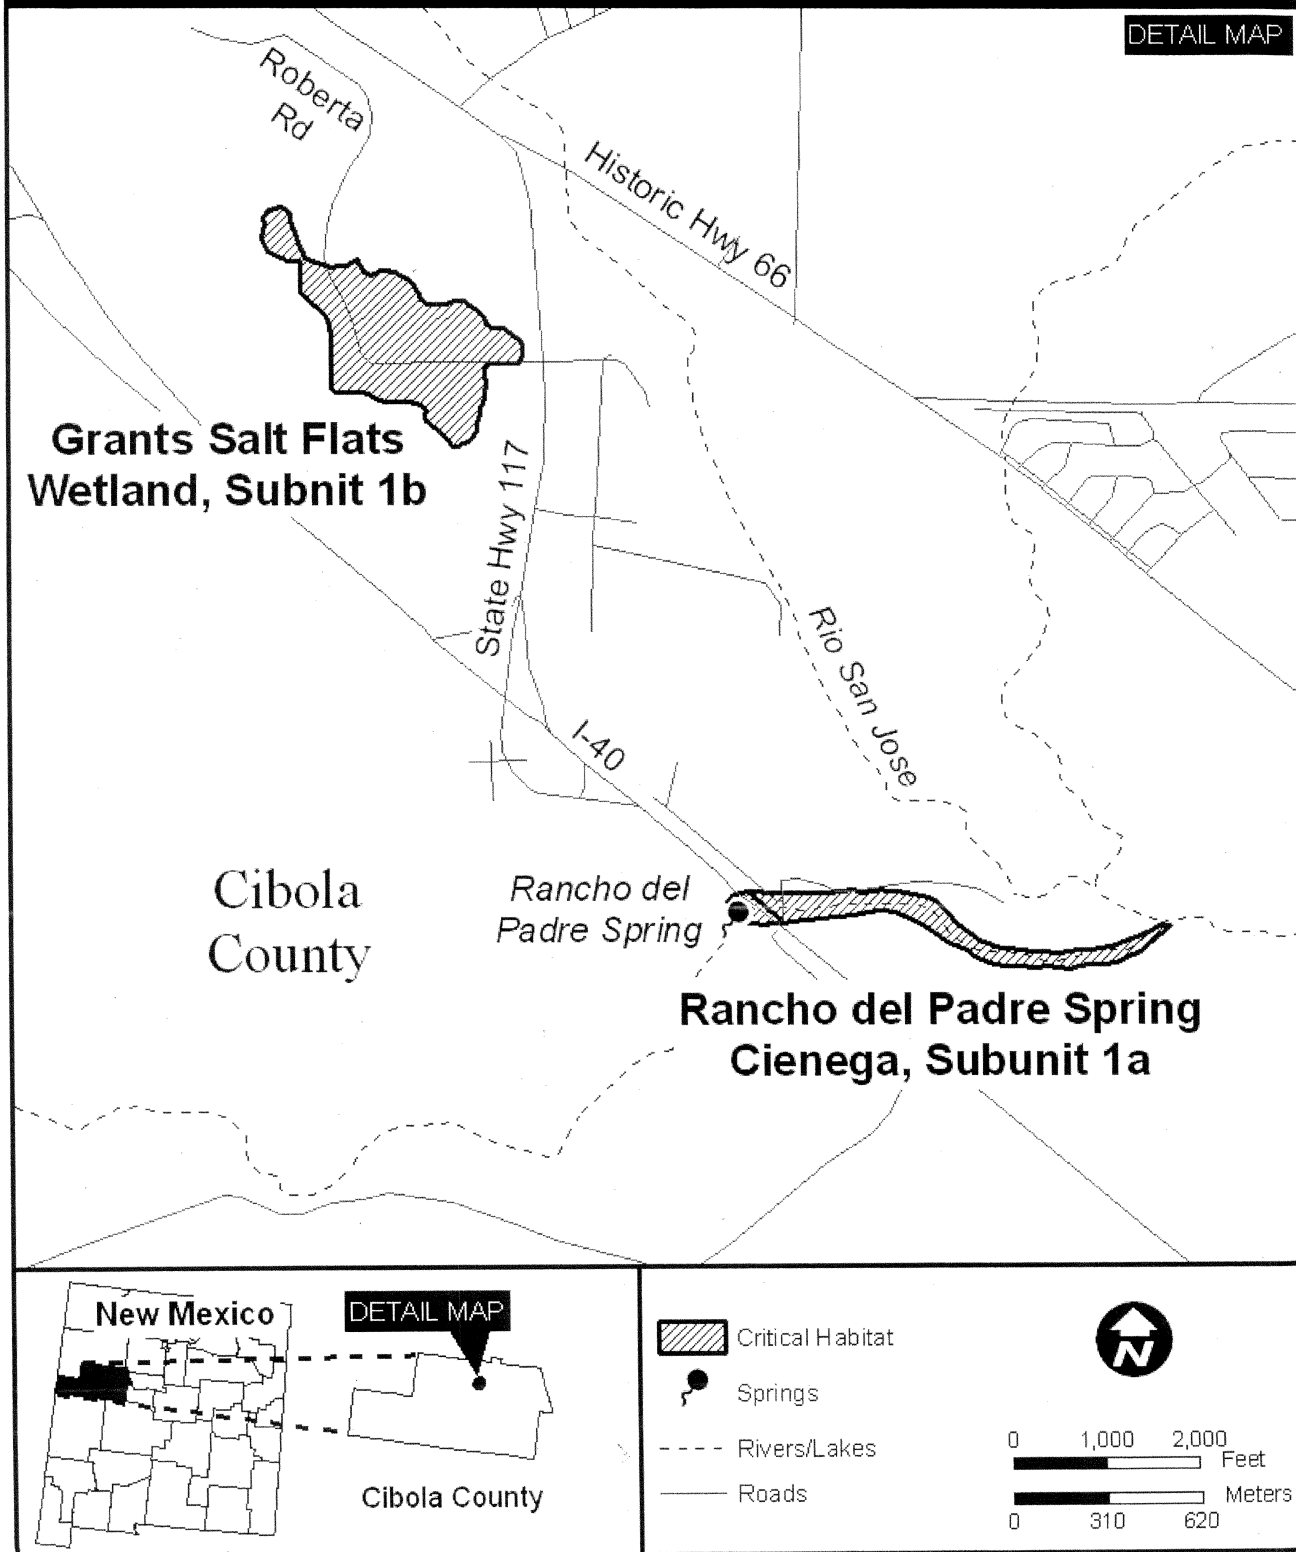 DETAIL MAP
Roberta
Rd
Historic Hwy 66
Grants Salt Flats
Wetland, Subnit 1b
State Hwy 117
Rio San Jose
I-40
Cibola
County
Rancho del
Padre Spring
Rancho del Padre Spring
Cienega, Subunit 1a
New Mexico
DETAIL MAP
Cibola County
Critical Habitat
Springs
Rivers/Lakes
Roads
N
0 1,000 2,000
Feet
Meters
0 310 620